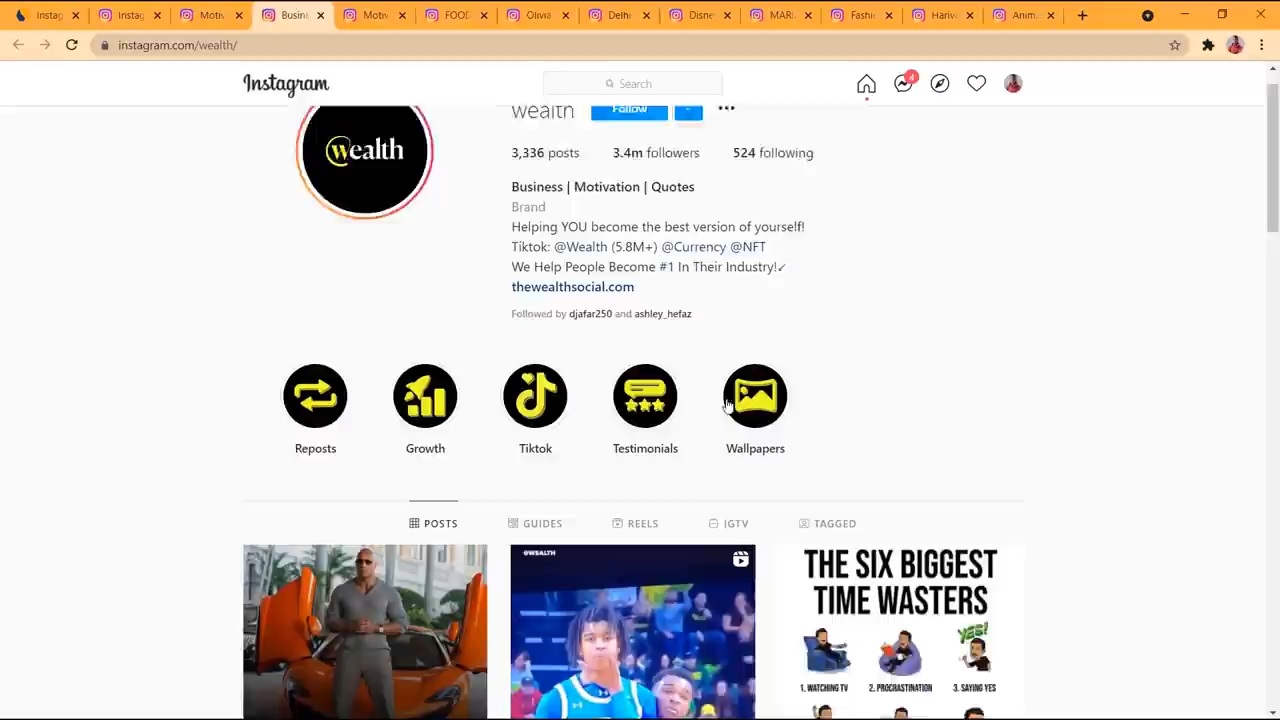 Instag
Instag
Motiv
Busin
Motiv
FOOD
Olivia
Delhi
Disne
MARI
Fashio
Hariw
Anim
instagram.com/wealth/
Instagram
Search
4
wealth
Follow
wealth
3,336 posts
3.4m followers
524 following
Business | Motivation | Quotes
Brand
Helping YOU become the best version of yourself!
Tiktok: @Wealth (5.8M+) @Currency @NFT
We Help People Become #1 In Their Industry!✓
thewealthsocial.com
Followed by djafar250 and ashley_hefaz
Reposts
Growth
Tiktok
Testimonials
Wallpapers
POSTS
GUIDES
REELS
IGTV
TAGGED
@WEALTH
THE SIX BIGGEST
TIME WASTERS
YES!
1. WATCHING TV
2. PROCRASTINATION
3. SAYING YES